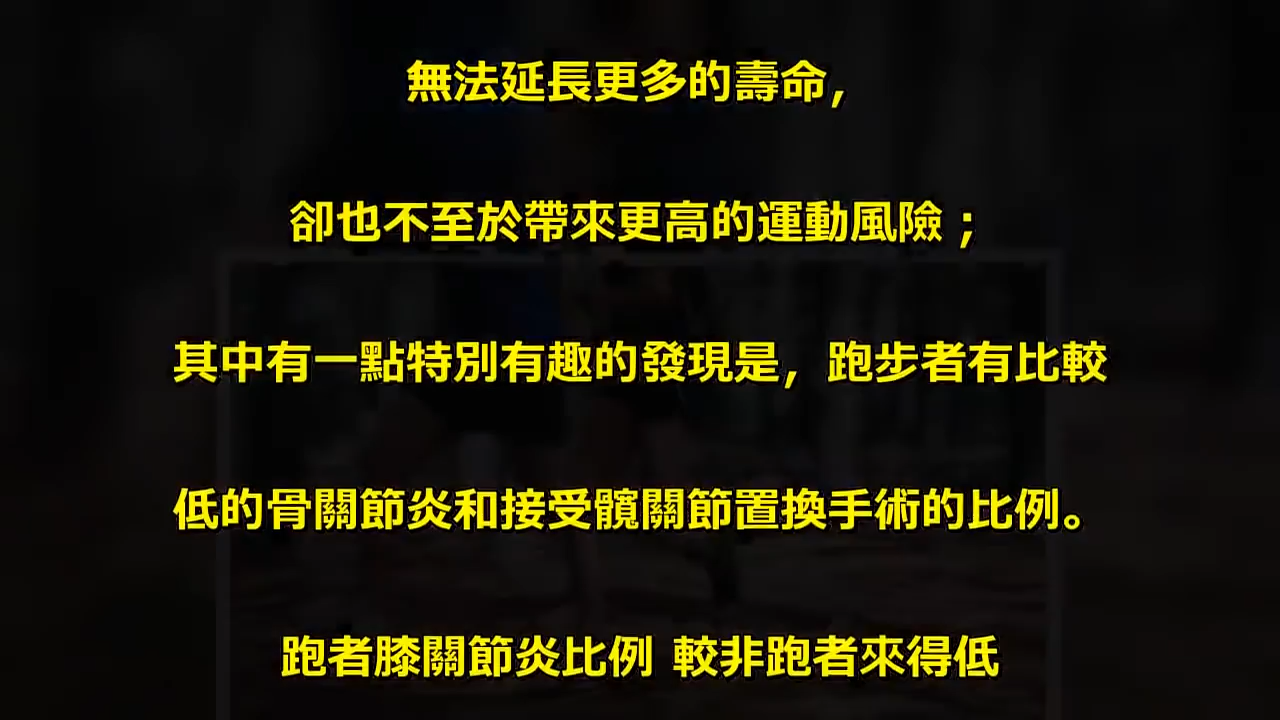 無法延長更多的壽命，
卻也不至於帶來更高的運動風險；
其中有一點特別有趣的發現是，跑步者有比較
低的骨關節炎和接受髖關節置換手術的比例。
跑者膝關節炎比例 較非跑者來得低